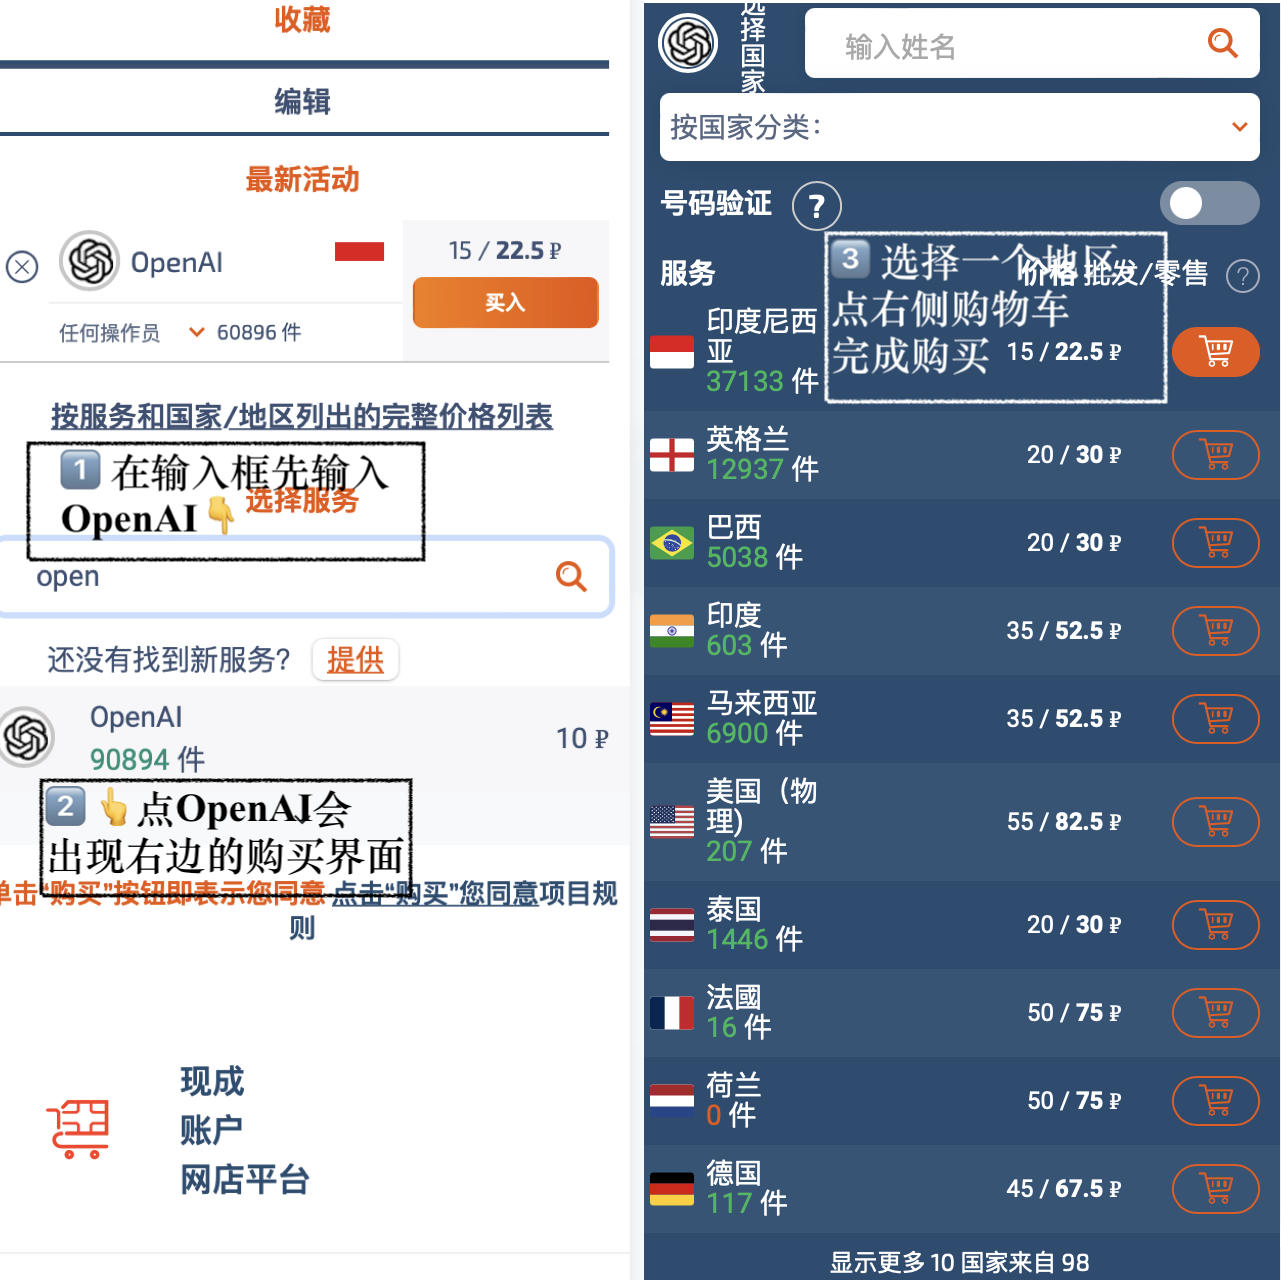 收藏
编辑
最新活动
OpenAI
15 / 22.5 ₽
买入
任何操作员
60896 件
按服务和国家/地区列出的完整价格列表
1 在输入框先输入
OpenAI👇
选择服务
open
还没有找到新服务?
提供
OpenAI
90894 件
10 ₽
2 👆点OpenAI会
出现右边的购买界面
单击“购买”按钮即表示您同意 点击“购买”您同意项目规
则
现成
账户
网店平台
选择国家
输入姓名
按国家分类:
号码验证
?
3 选择一个地区
点右侧购物车
完成购买
服务
价格 批发/零售
?
印度尼西
亚
37133 件
15 / 22.5 ₽
英格兰
12937 件
20 / 30 ₽
巴西
5038 件
20 / 30 ₽
印度
603 件
35 / 52.5 ₽
马来西亚
6900 件
35 / 52.5 ₽
美国（物
理)
207 件
55 / 82.5 ₽
泰国
1446 件
20 / 30 ₽
法國
16 件
50 / 75 ₽
荷兰
0 件
50 / 75 ₽
德国
117 件
45 / 67.5 ₽
显示更多 10 国家来自 98